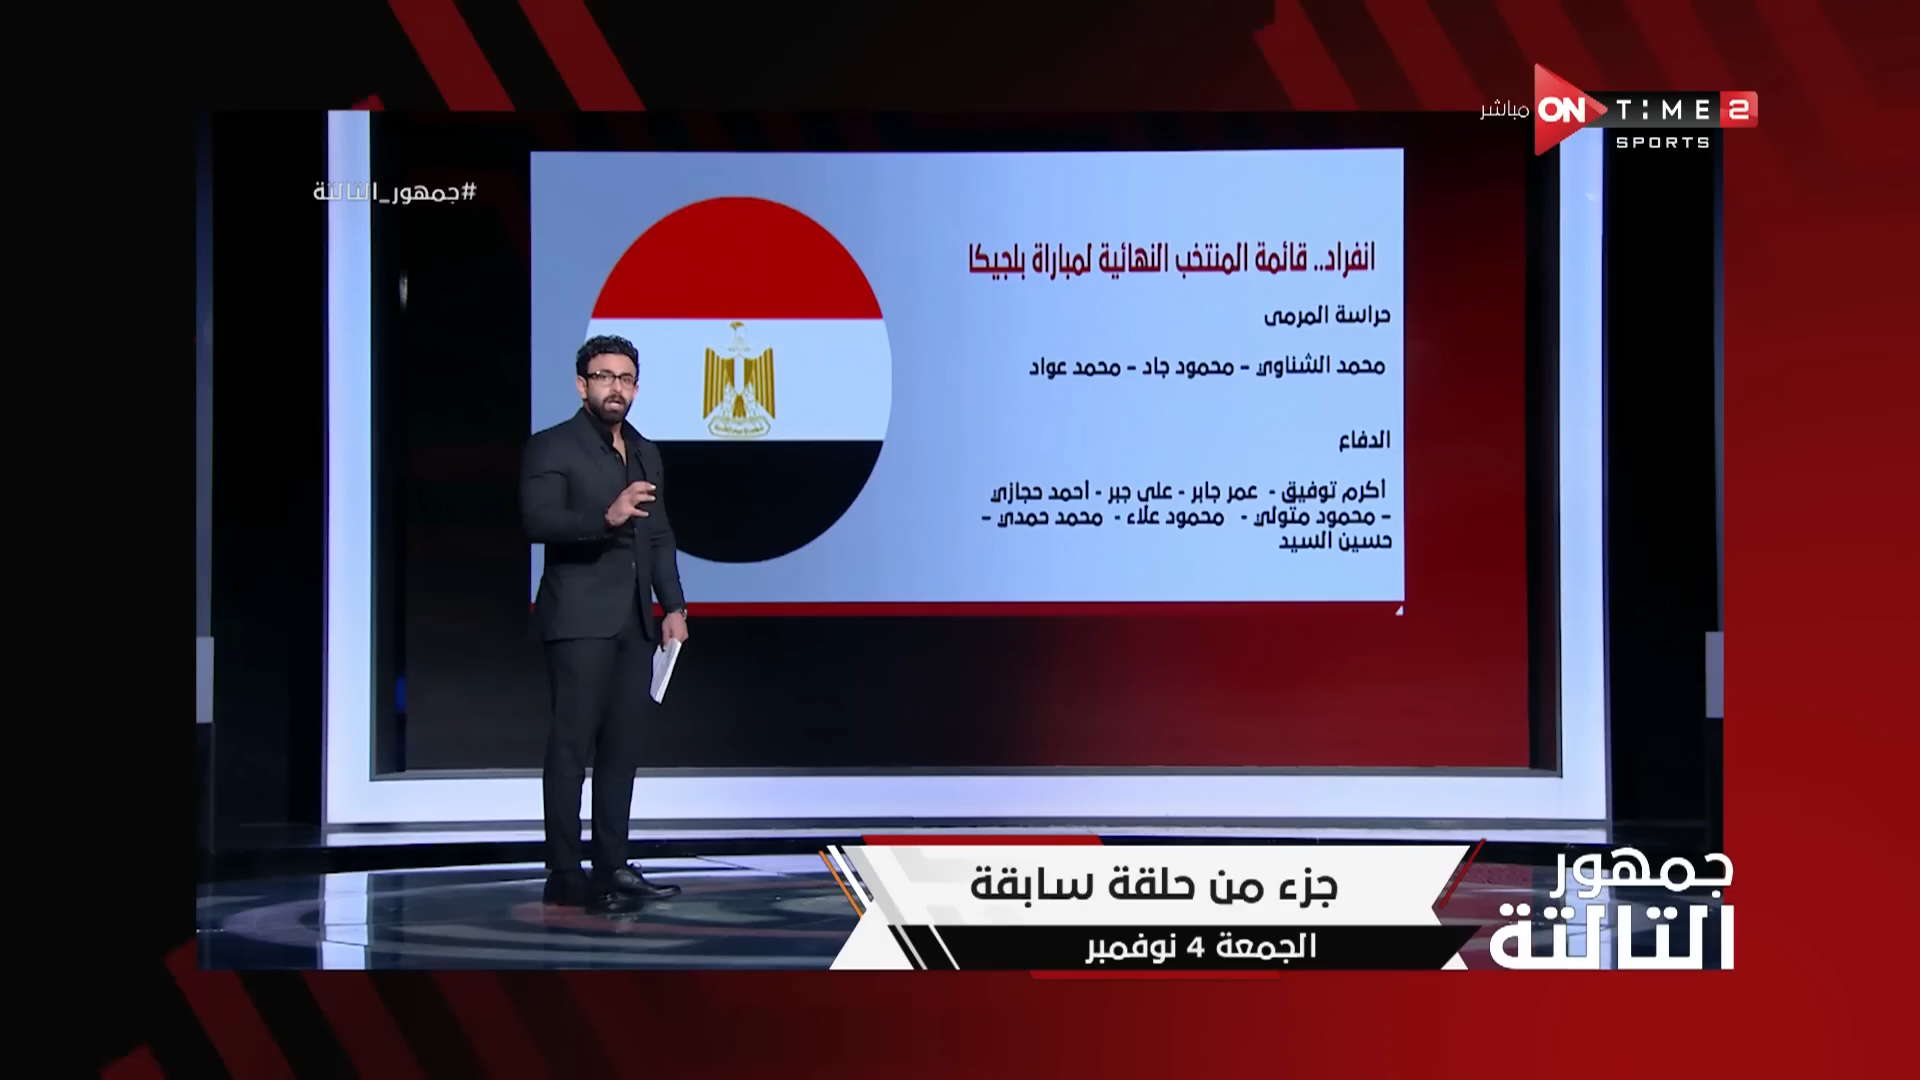 مباشر ON TIME 2
SPORTS
#جمهور_التالتة
انفراد.. قائمة المنتخب النهائية لمباراة بلجيكا
حراسة المرمى
محمد الشناوي - محمود جاد - محمد عواد
الدفاع
أكرم توفيق - عمر جابر - علي جبر - أحمد حجازي
- محمود متولي - محمود علاء - محمد حمدي -
حسين السيد
جزء من حلقة سابقة
الجمعة 4 نوفمبر
جمهور
التالتة